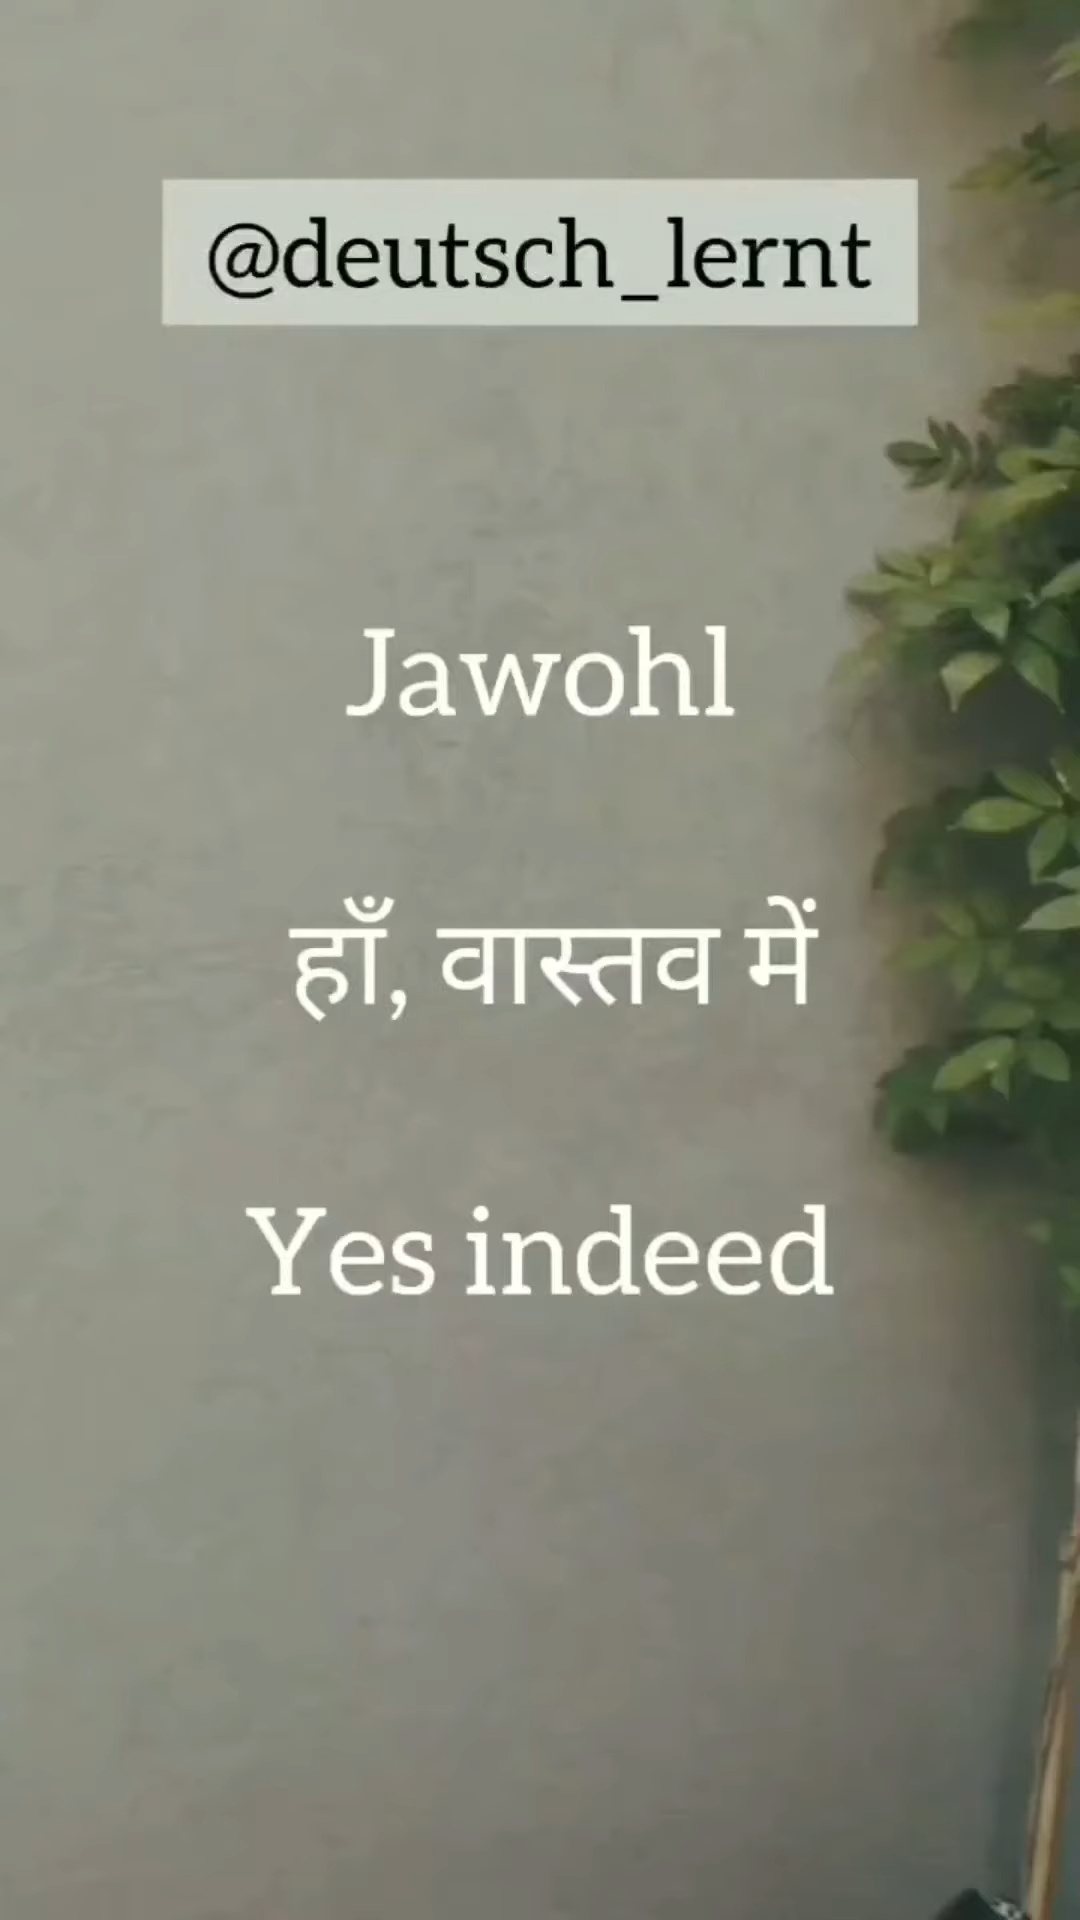 @deutsch_lernt
Jawohl
हाँ, वास्तव में
Yes indeed